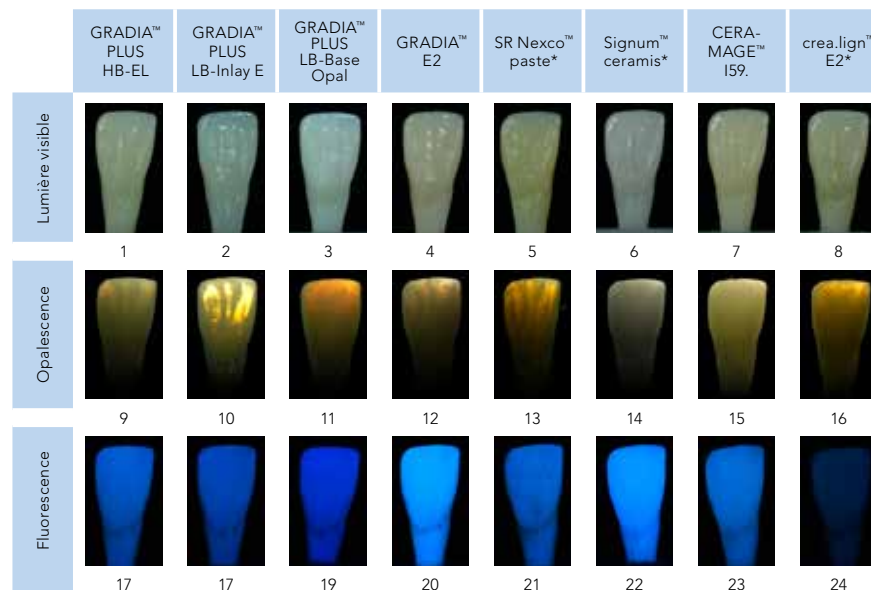 GRADIA™
PLUS
HB-EL
GRADIA™
PLUS
LB-Inlay E
GRADIA™
PLUS
LB-Base
Opal
GRADIA™
E2
SR Nexco™
paste*
Signum™
ceramis*
CERA-
MAGE™
I59.
crea.lign™
E2*
Lumière visible
1 2 3 4 5 6 7 8
Opalescence
9 10 11 12 13 14 15 16
Fluorescence
17 17 19 20 21 22 23 24